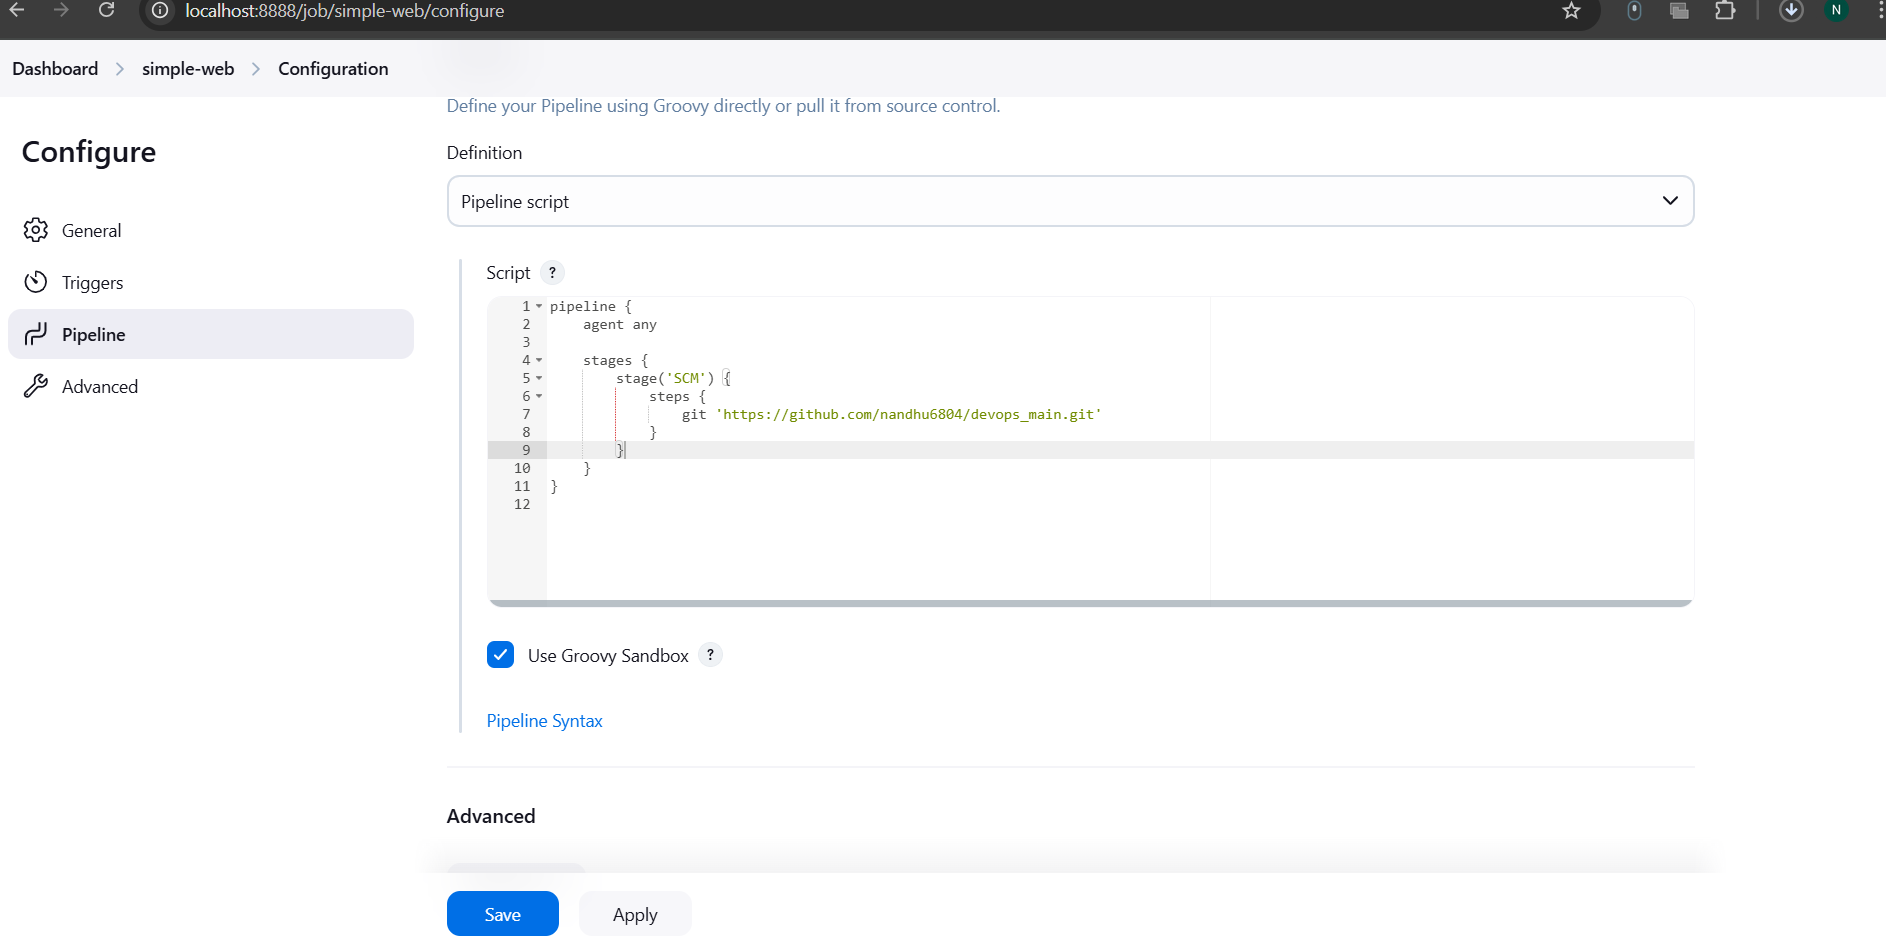 localhost:8888/job/simple-web/configure
N
Dashboard > simple-web > Configuration
Define your Pipeline using Groovy directly or pull it from source control.
Configure
Definition
Pipeline script
General
Triggers
Pipeline
Advanced
Script ?
1 pipeline {
2     agent any
3
4     stages {
5         stage('SCM') {
6             steps {
7                 git 'https://github.com/nandhu6804/devops_main.git'
8             }
9         }
10     }
11 }
12
Use Groovy Sandbox ?
Pipeline Syntax
Advanced
Save
Apply